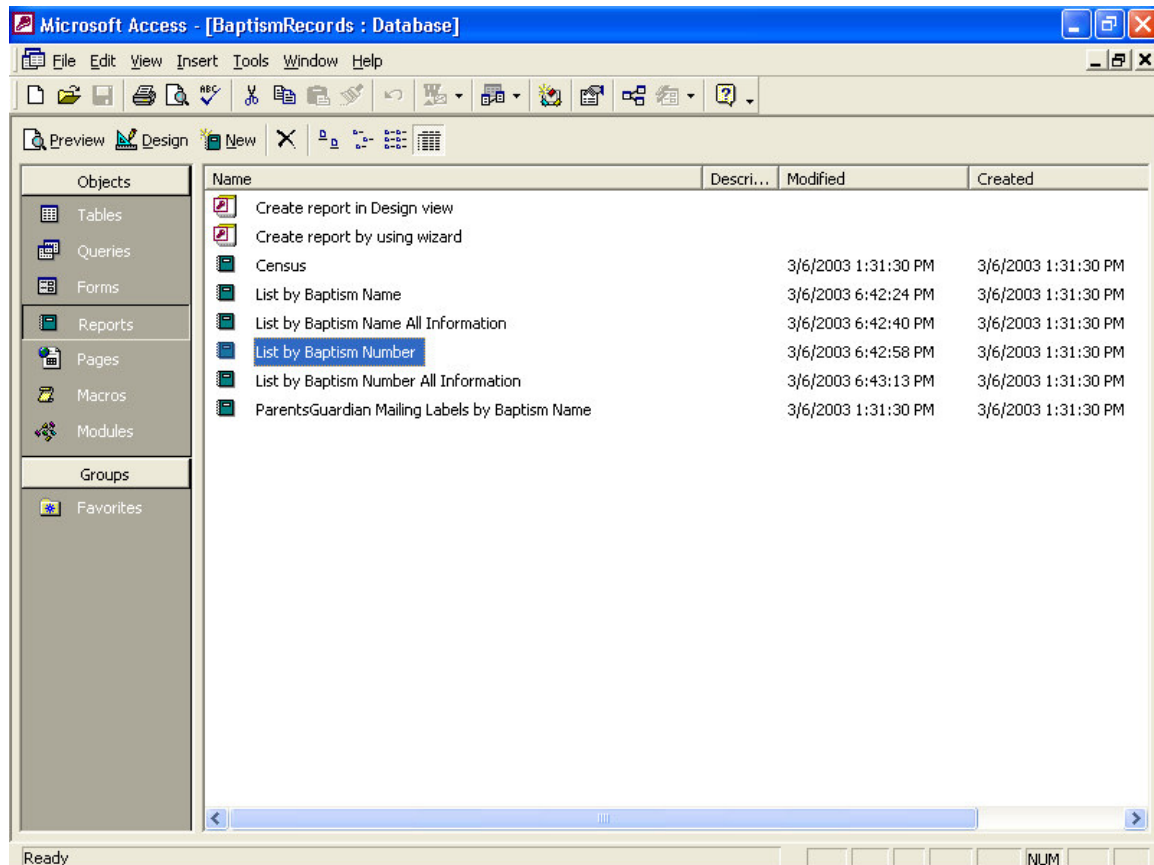 Microsoft Access - [BaptismRecords : Database]
File Edit View Insert Tools Window Help
ABC
Preview Design New
Objects Name Descri... Modified Created
Tables Create report in Design view
Create report by using wizard
Queries Census 3/6/2003 1:31:30 PM 3/6/2003 1:31:30 PM
Forms List by Baptism Name 3/6/2003 6:42:24 PM 3/6/2003 1:31:30 PM
Reports List by Baptism Name All Information 3/6/2003 6:42:40 PM 3/6/2003 1:31:30 PM
Pages List by Baptism Number 3/6/2003 6:42:58 PM 3/6/2003 1:31:30 PM
Macros List by Baptism Number All Information 3/6/2003 6:43:13 PM 3/6/2003 1:31:30 PM
ParentsGuardian Mailing Labels by Baptism Name 3/6/2003 1:31:30 PM 3/6/2003 1:31:30 PM
Modules
Groups
Favorites
Ready NUM